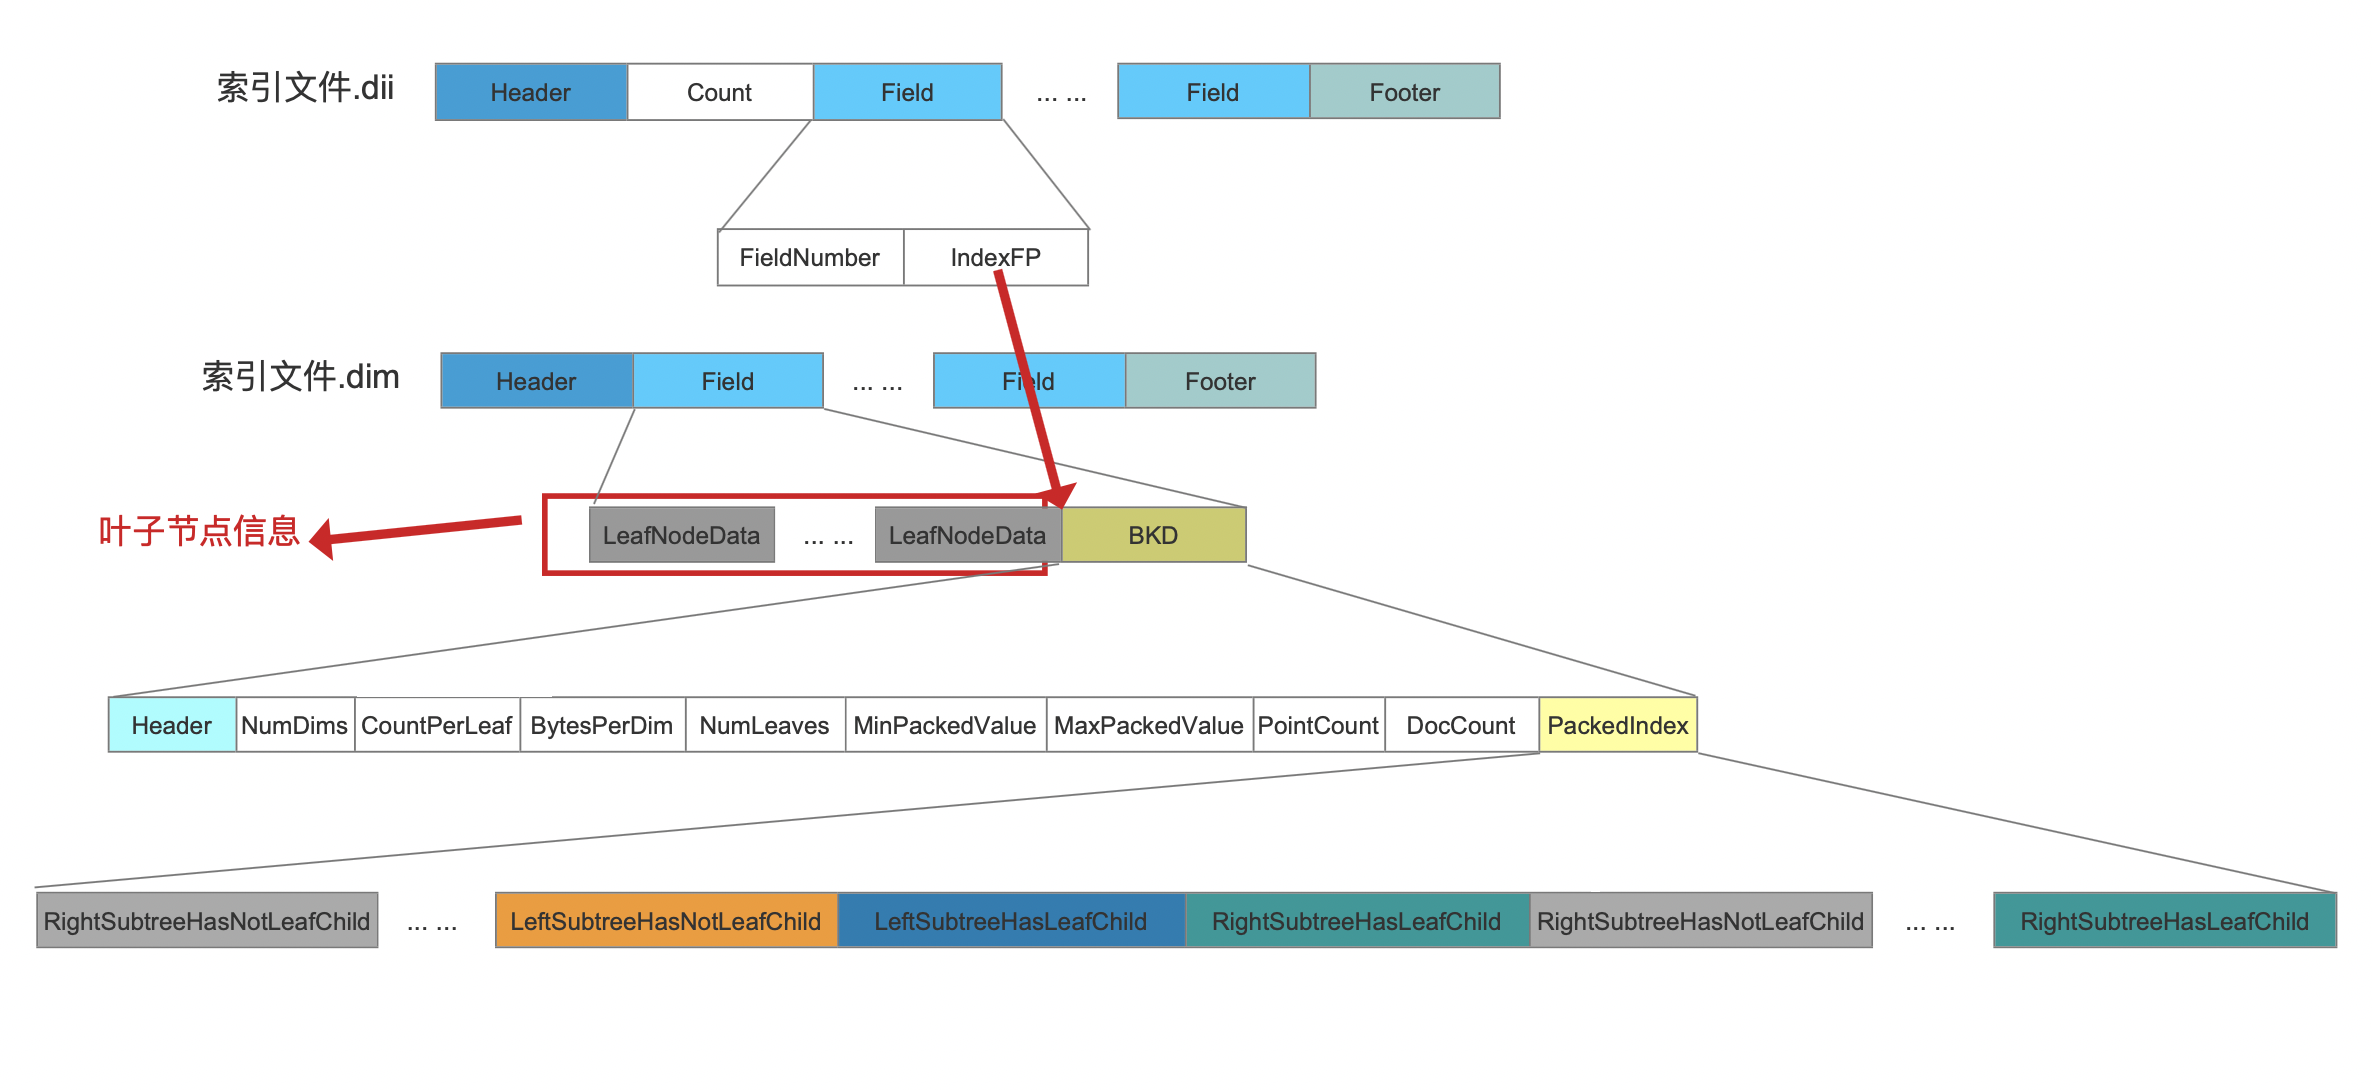 索引文件.dii Header Count Field ... ... Field Footer
FieldNumber IndexFP
索引文件.dim Header Field ... ... Field Footer
叶子节点信息 LeafNodeData ... ... LeafNodeData BKD
Header NumDims CountPerLeaf BytesPerDim NumLeaves MinPackedValue MaxPackedValue PointCount DocCount PackedIndex
RightSubtreeHasNotLeafChild ... ... LeftSubtreeHasNotLeafChild LeftSubtreeHasLeafChild RightSubtreeHasLeafChild RightSubtreeHasNotLeafChild ... ... RightSubtreeHasLeafChild